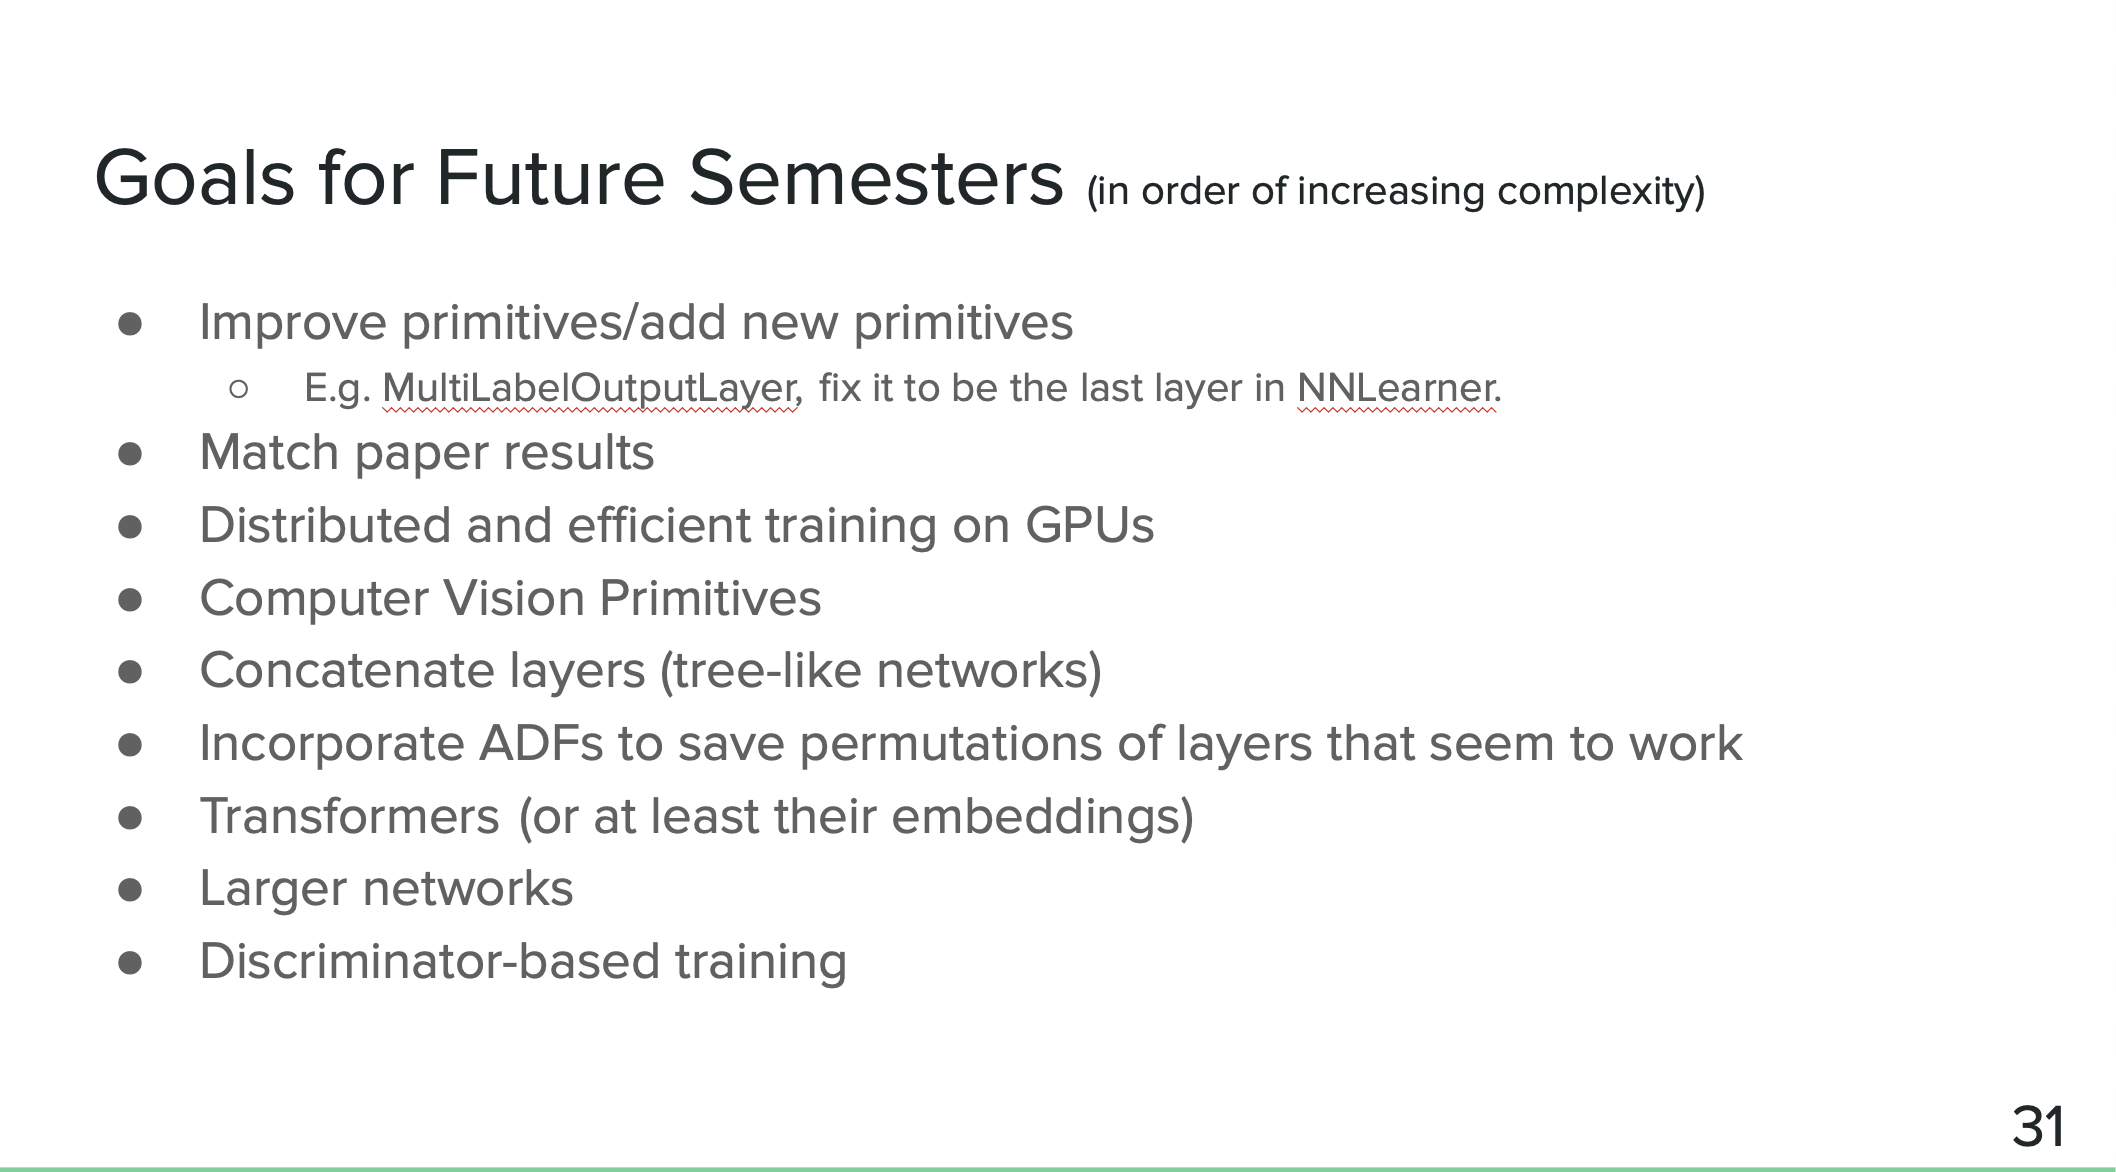 Goals for Future Semesters (in order of increasing complexity)
● Improve primitives/add new primitives
○ E.g. MultiLabelOutputLayer, fix it to be the last layer in NNLearner.
● Match paper results
● Distributed and efficient training on GPUs
● Computer Vision Primitives
● Concatenate layers (tree-like networks)
● Incorporate ADFs to save permutations of layers that seem to work
● Transformers (or at least their embeddings)
● Larger networks
● Discriminator-based training
31